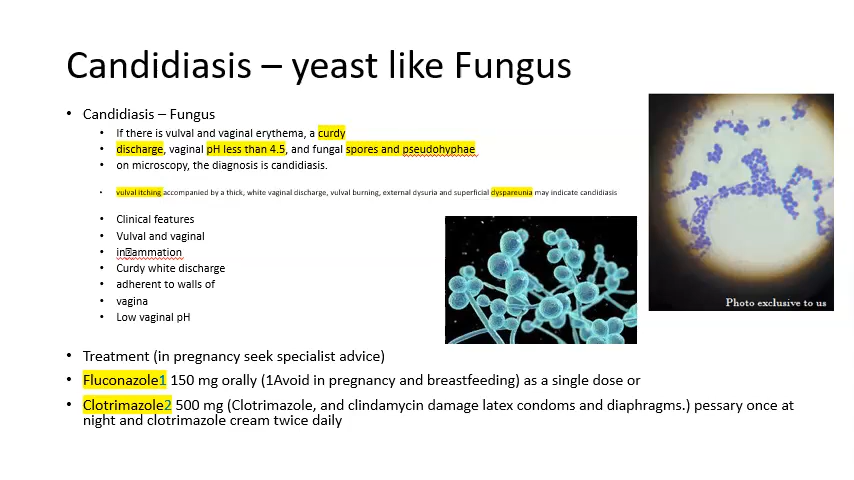 Candidiasis – yeast like Fungus
• Candidiasis – Fungus
• If there is vulval and vaginal erythema, a curdy
• discharge, vaginal pH less than 4.5, and fungal spores and pseudohyphae
• on microscopy, the diagnosis is candidiasis.
• vulval itching accompanied by a thick, white vaginal discharge, vulval burning, external dysuria and superficial dyspareunia may indicate candidiasis
• Clinical features
• Vulval and vaginal
• in�ammation
• Curdy white discharge
• adherent to walls of
• vagina
• Low vaginal pH
Photo exclusive to us
• Treatment (in pregnancy seek specialist advice)
• Fluconazole1 150 mg orally (1Avoid in pregnancy and breastfeeding) as a single dose or
• Clotrimazole2 500 mg (Clotrimazole, and clindamycin damage latex condoms and diaphragms.) pessary once at
night and clotrimazole cream twice daily